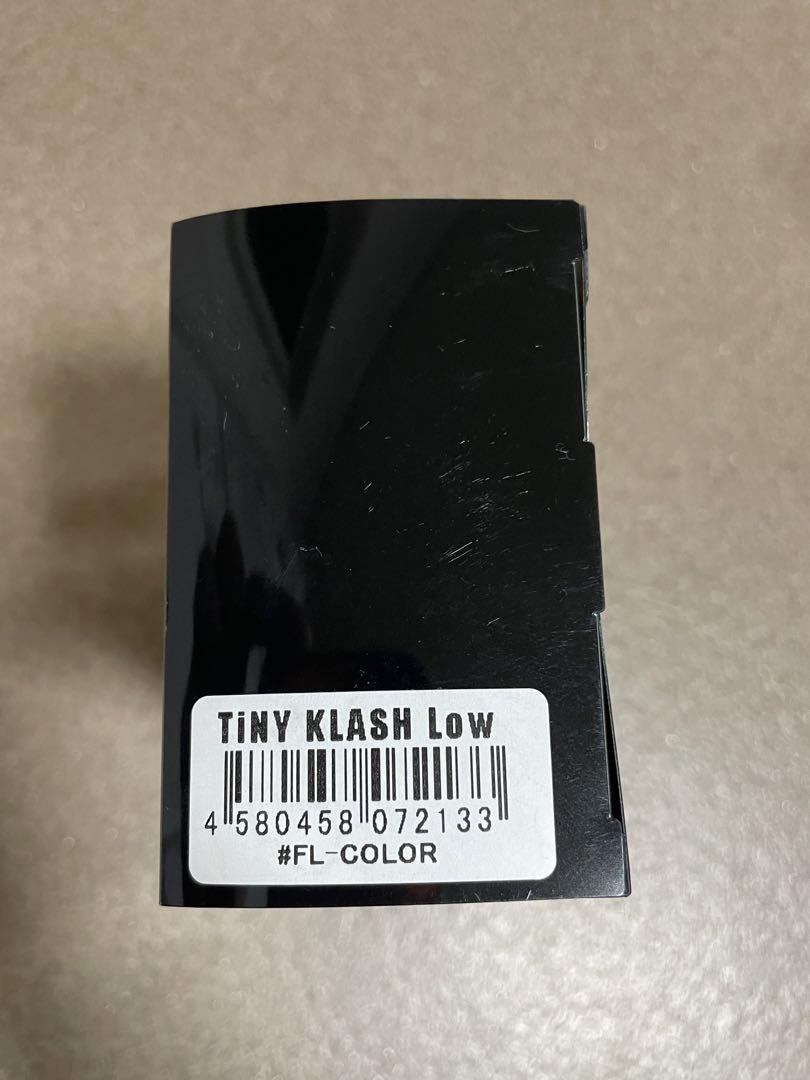 TiNY KLASH Low
4 580458 072133
#FL-COLOR